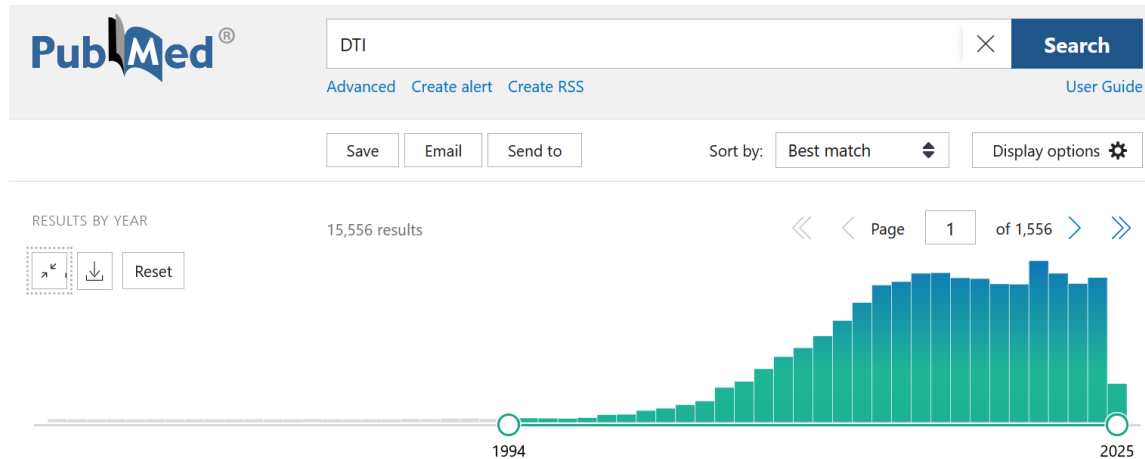 PubMed®
DTI
Search
Advanced Create alert Create RSS
User Guide
Save Email Send to
Sort by: Best match
Display options
RESULTS BY YEAR
15,556 results
Page 1 of 1,556
Reset
1994
2025